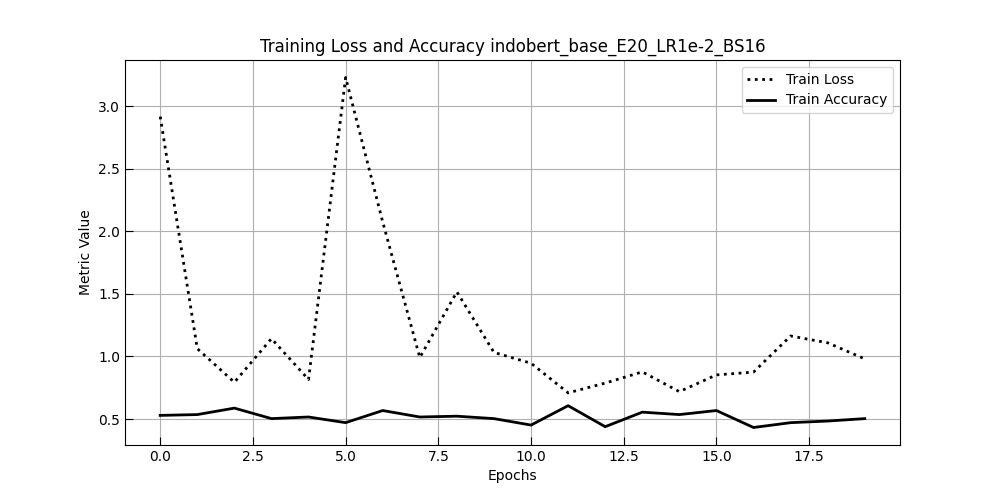 Training Loss and Accuracy indobert_base_E20_LR1e-2_BS16
Train Loss
Train Accuracy
3.0
2.5
2.0
1.5
1.0
0.5
Metric Value
0.0 2.5 5.0 7.5 10.0 12.5 15.0 17.5
Epochs